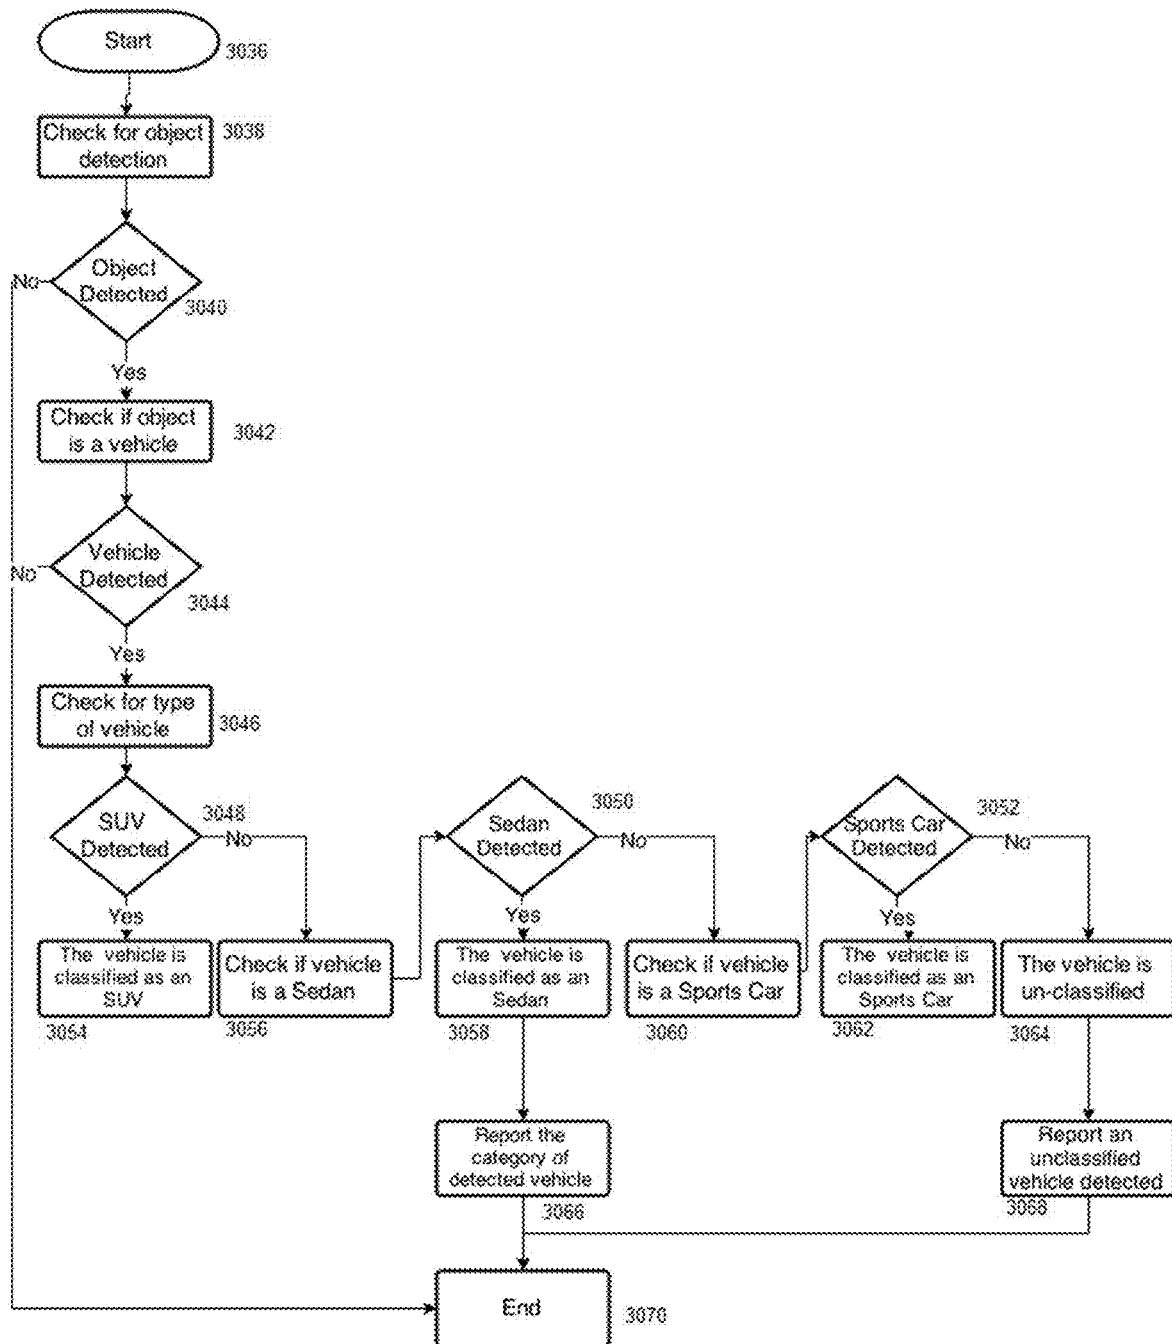 Start
3036
Check for object
detection
3038
Object
Detected
3040
No
Yes
Check if object
is a vehicle
3042
Vehicle
Detected
3044
No
Yes
Check for type
of vehicle
3046
SUV
Detected
3048
No
Yes
Sedan
Detected
3050
No
Yes
Sports Car
Detected
3052
No
Yes
The vehicle is
classified as an
SUV
3054
Check if vehicle
is a Sedan
3056
The vehicle is
classified as an
Sedan
3058
Check if vehicle
is a Sports Car
3060
The vehicle is
classified as an
Sports Car
3062
The vehicle is
un-classified
3064
Report the
category of
detected vehicle
3066
Report an
unclassified
vehicle detected
3068
End
3070